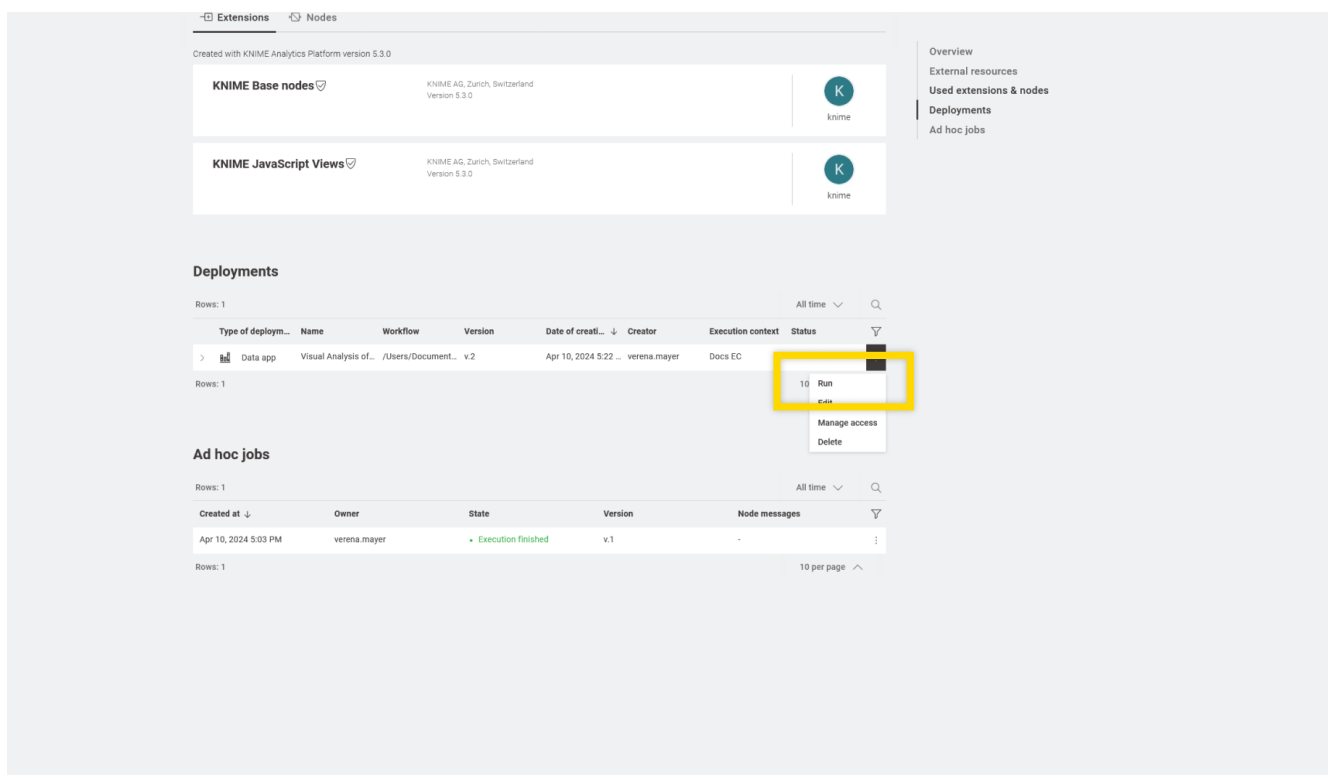 Extensions Nodes
Created with KNIME Analytics Platform version 5.3.0
KNIME Base nodes
KNIME AG, Zurich, Switzerland
Version 5.3.0
K
knime
KNIME JavaScript Views
KNIME AG, Zurich, Switzerland
Version 5.3.0
K
knime
Overview
External resources
Used extensions & nodes
Deployments
Ad hoc jobs
Deployments
Rows: 1 All time
Type of deploym... Name Workflow Version Date of creati... ↓ Creator Execution context Status
Data app Visual Analysis of... /Users/Document... v.2 Apr 10, 2024 5:22 ... verena.mayer Docs EC
Rows: 1 10
Run
Edit
Manage access
Delete
Ad hoc jobs
Rows: 1 All time
Created at ↓ Owner State Version Node messages
Apr 10, 2024 5:03 PM verena.mayer • Execution finished v.1 -
Rows: 1 10 per page